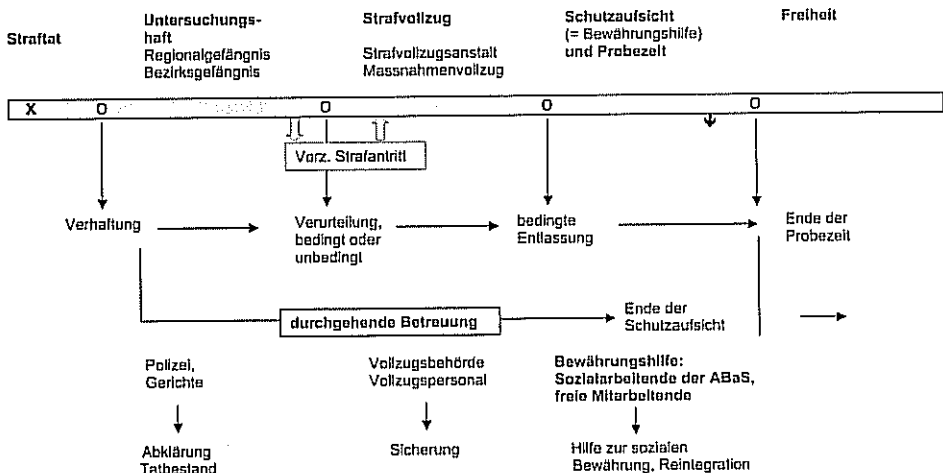 Straftat
Untersuchungs-
haft
Regionalgefängnis
Bezirksgefängnis
Strafvollzug
Strafvollzugsanstalt
Massnahmenvollzug
Schutzaufsicht
(= Bewährungshilfe)
und Probezeit
Freiheit
X O O O O
Vorz. Strafantritt
Verhaftung
Verurteilung,
bedingt oder
unbedingt
bedingte
Entlassung
Ende der
Probezeit
durchgehende Betreuung
Ende der
Schutzaufsicht
Polizei,
Gerichte
Vollzugsbehörde
Vollzugspersonal
Bewährungshilfe:
Sozialarbeitende der ABaS,
freie Mitarbeitende
Abklärung
Tatbestand
Sicherung
Hilfe zur sozialen
Bewährung, Reintegration